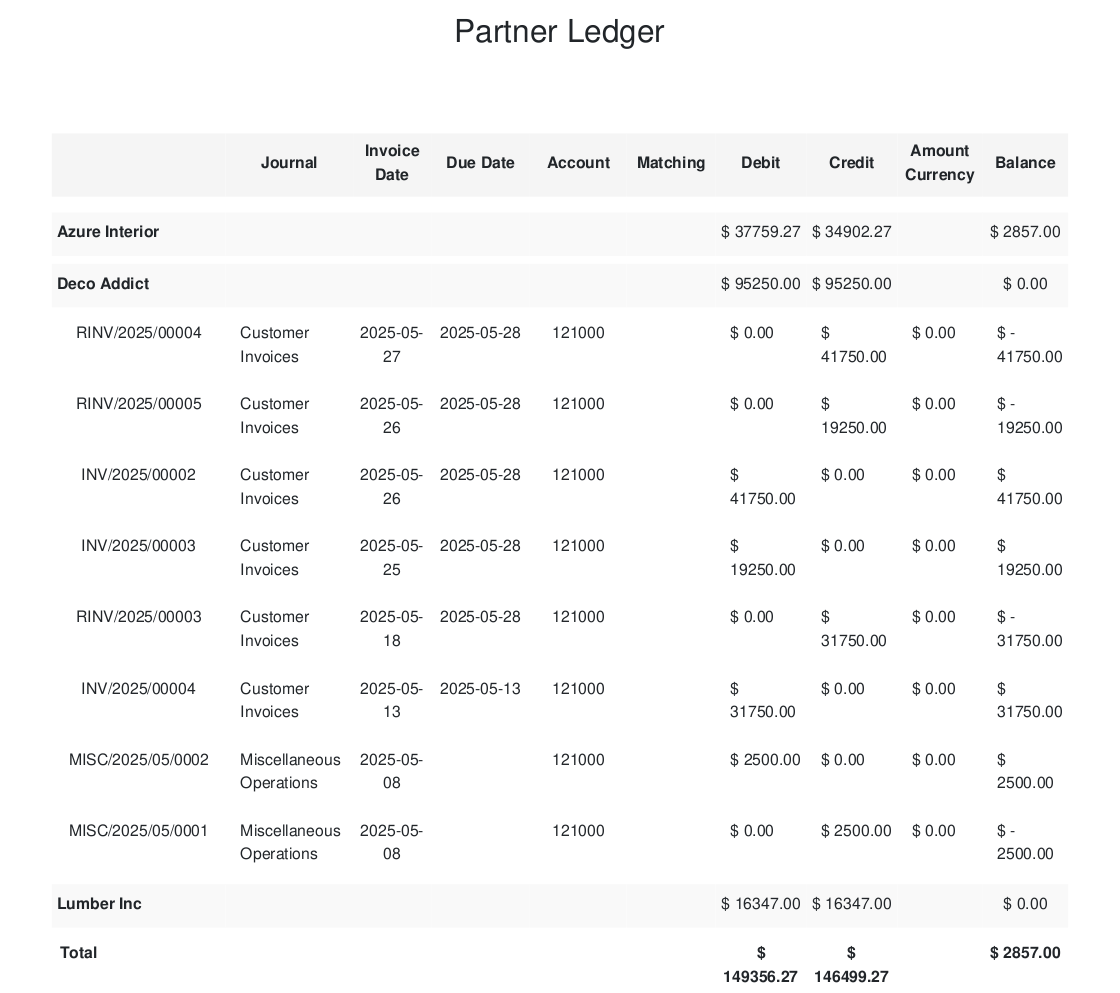 Partner Ledger
Journal Invoice Date Due Date Account Matching Debit Credit Amount Currency Balance
Azure Interior $ 37759.27 $ 34902.27 $ 2857.00
Deco Addict $ 95250.00 $ 95250.00 $ 0.00
RINV/2025/00004 Customer Invoices 2025-05-27 2025-05-28 121000 $ 0.00 $ 41750.00 $ 0.00 $ -41750.00
RINV/2025/00005 Customer Invoices 2025-05-26 2025-05-28 121000 $ 0.00 $ 19250.00 $ 0.00 $ -19250.00
INV/2025/00002 Customer Invoices 2025-05-26 2025-05-28 121000 $ 41750.00 $ 0.00 $ 0.00 $ 41750.00
INV/2025/00003 Customer Invoices 2025-05-25 2025-05-28 121000 $ 19250.00 $ 0.00 $ 0.00 $ 19250.00
RINV/2025/00003 Customer Invoices 2025-05-18 2025-05-28 121000 $ 0.00 $ 31750.00 $ 0.00 $ -31750.00
INV/2025/00004 Customer Invoices 2025-05-13 2025-05-13 121000 $ 31750.00 $ 0.00 $ 0.00 $ 31750.00
MISC/2025/05/0002 Miscellaneous Operations 2025-05-08 121000 $ 2500.00 $ 0.00 $ 0.00 $ 2500.00
MISC/2025/05/0001 Miscellaneous Operations 2025-05-08 121000 $ 0.00 $ 2500.00 $ 0.00 $ -2500.00
Lumber Inc $ 16347.00 $ 16347.00 $ 0.00
Total $ 149356.27 $ 146499.27 $ 2857.00